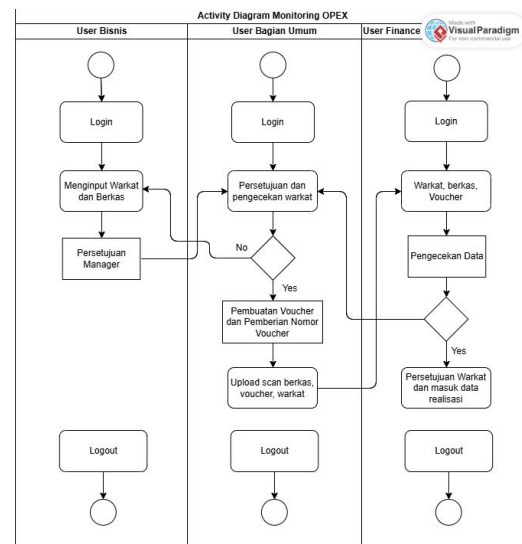 Activity Diagram Monitoring OPEX
User Bisnis
User Bagian Umum
User Finance
Made with
Visual Paradigm
For non-commercial use
Login
Login
Login
Menginput Warkat
dan Berkas
Persetujuan dan
pengecekan warkat
Warkat, berkas,
Voucher
Persetujuan
Manager
No
Pengecekan Data
Yes
Pembuatan Voucher
dan Pemberian Nomor
Voucher
Yes
Upload scan berkas,
voucher, warkat
Persetujuan Warkat
dan masuk data
realisasi
Logout
Logout
Logout